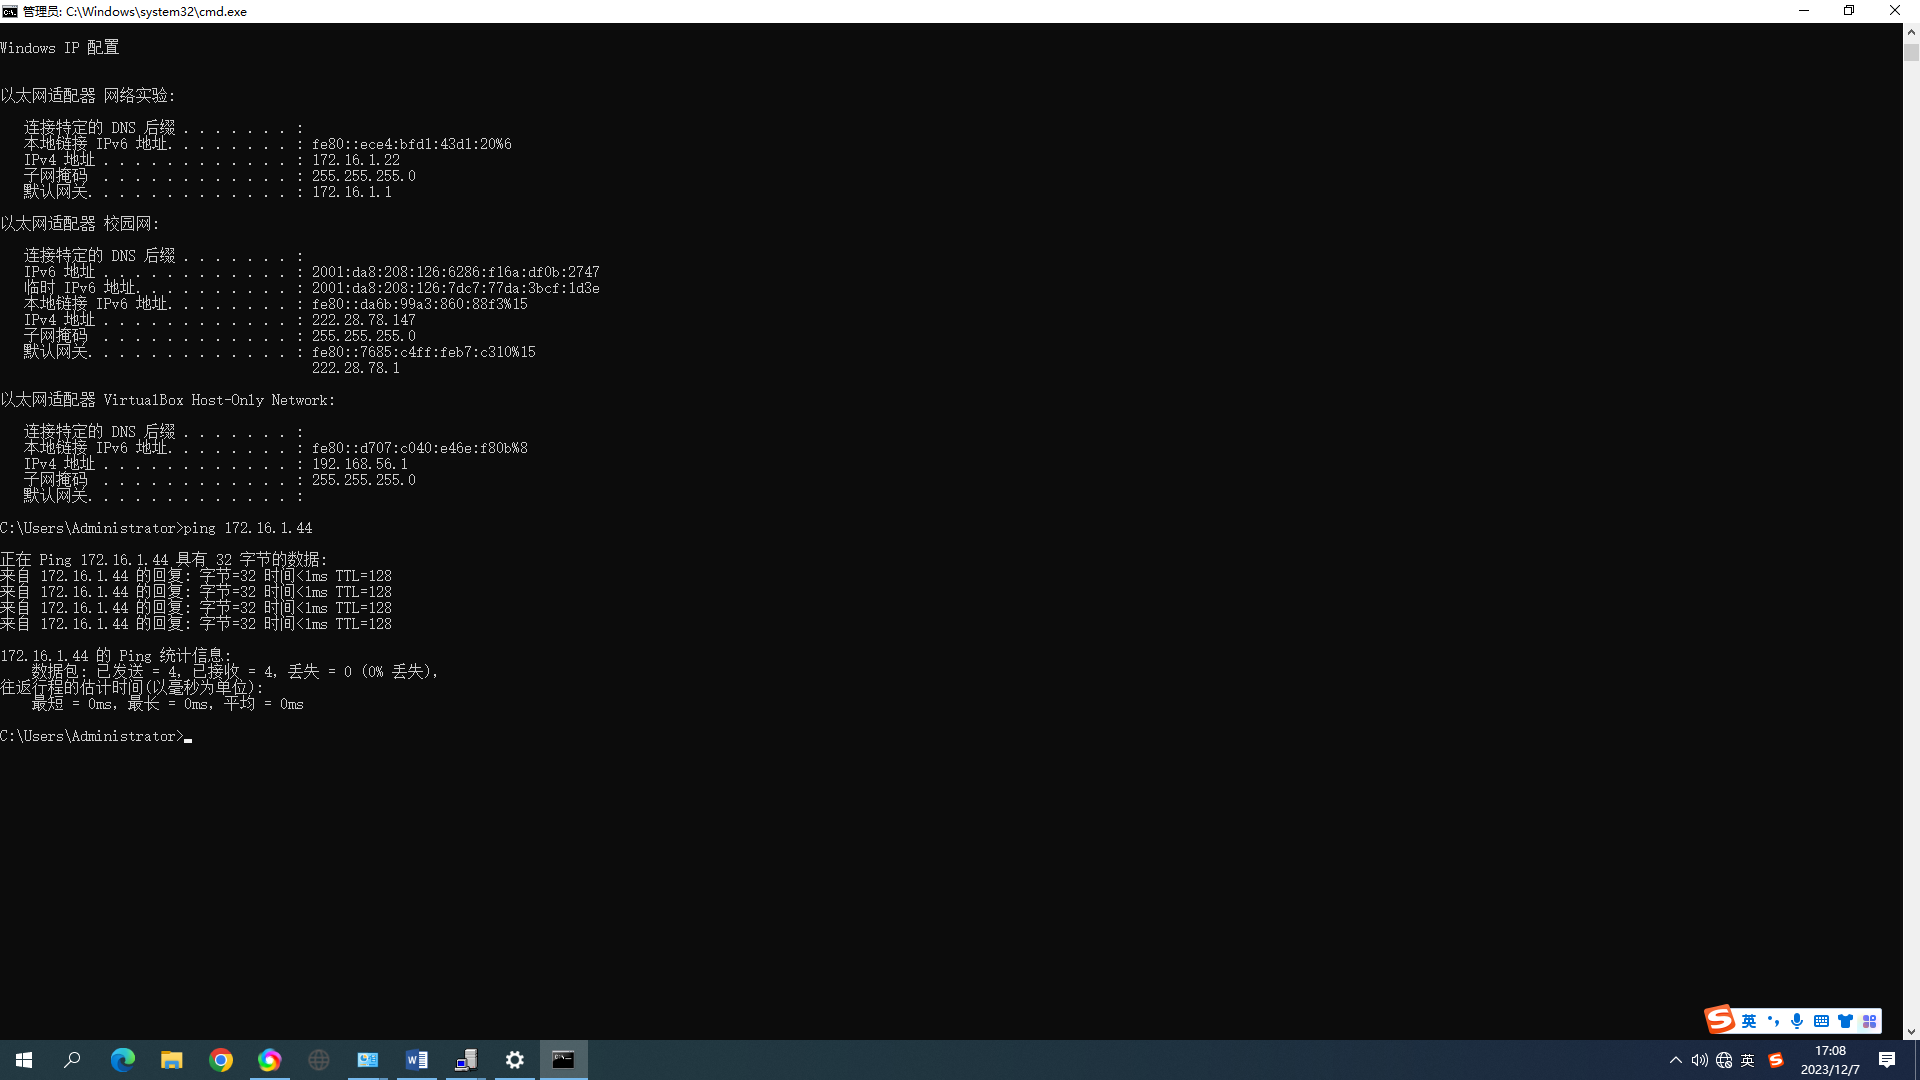 管理员: C:\Windows\system32\cmd.exe
Windows IP 配置
以太网适配器 网络实验:
连接特定的 DNS 后缀 . . . . . . . :
本地链接 IPv6 地址. . . . . . . . : fe80::ece4:bfd1:43d1:20%6
IPv4 地址 . . . . . . . . . . . . : 172.16.1.22
子网掩码  . . . . . . . . . . . . : 255.255.255.0
默认网关. . . . . . . . . . . . . : 172.16.1.1
以太网适配器 校园网:
连接特定的 DNS 后缀 . . . . . . . :
IPv6 地址 . . . . . . . . . . . . : 2001:da8:208:126:6286:f16a:df0b:2747
临时 IPv6 地址. . . . . . . . . . : 2001:da8:208:126:7dc7:77da:3bcf:1d3e
本地链接 IPv6 地址. . . . . . . . : fe80::da6b:99a3:860:88f3%15
IPv4 地址 . . . . . . . . . . . . : 222.28.78.147
子网掩码  . . . . . . . . . . . . : 255.255.255.0
默认网关. . . . . . . . . . . . . : fe80::7685:c4ff:feb7:c310%15
222.28.78.1
以太网适配器 VirtualBox Host-Only Network:
连接特定的 DNS 后缀 . . . . . . . :
本地链接 IPv6 地址. . . . . . . . : fe80::d707:c040:e46e:f80b%8
IPv4 地址 . . . . . . . . . . . . : 192.168.56.1
子网掩码  . . . . . . . . . . . . : 255.255.255.0
默认网关. . . . . . . . . . . . . :
C:\Users\Administrator>ping 172.16.1.44
正在 Ping 172.16.1.44 具有 32 字节的数据:
来自 172.16.1.44 的回复: 字节=32 时间<1ms TTL=128
来自 172.16.1.44 的回复: 字节=32 时间<1ms TTL=128
来自 172.16.1.44 的回复: 字节=32 时间<1ms TTL=128
来自 172.16.1.44 的回复: 字节=32 时间<1ms TTL=128
172.16.1.44 的 Ping 统计信息:
数据包: 已发送 = 4，已接收 = 4，丢失 = 0 (0% 丢失)，
往返行程的估计时间(以毫秒为单位):
最短 = 0ms，最长 = 0ms，平均 = 0ms
C:\Users\Administrator>
英
英
17:08
2023/12/7